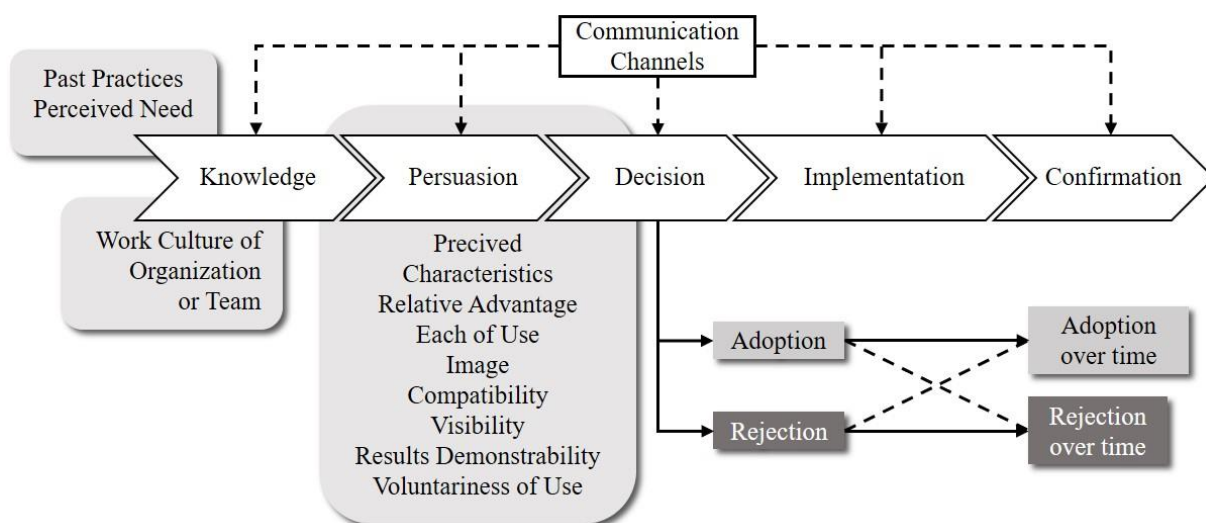 Communication
Channels
Past Practices
Perceived Need
Knowledge
Persuasion
Decision
Implementation
Confirmation
Work Culture of
Organization
or Team
Precived
Characteristics
Relative Advantage
Each of Use
Image
Compatibility
Visibility
Results Demonstrability
Voluntariness of Use
Adoption
Adoption
over time
Rejection
Rejection
over time